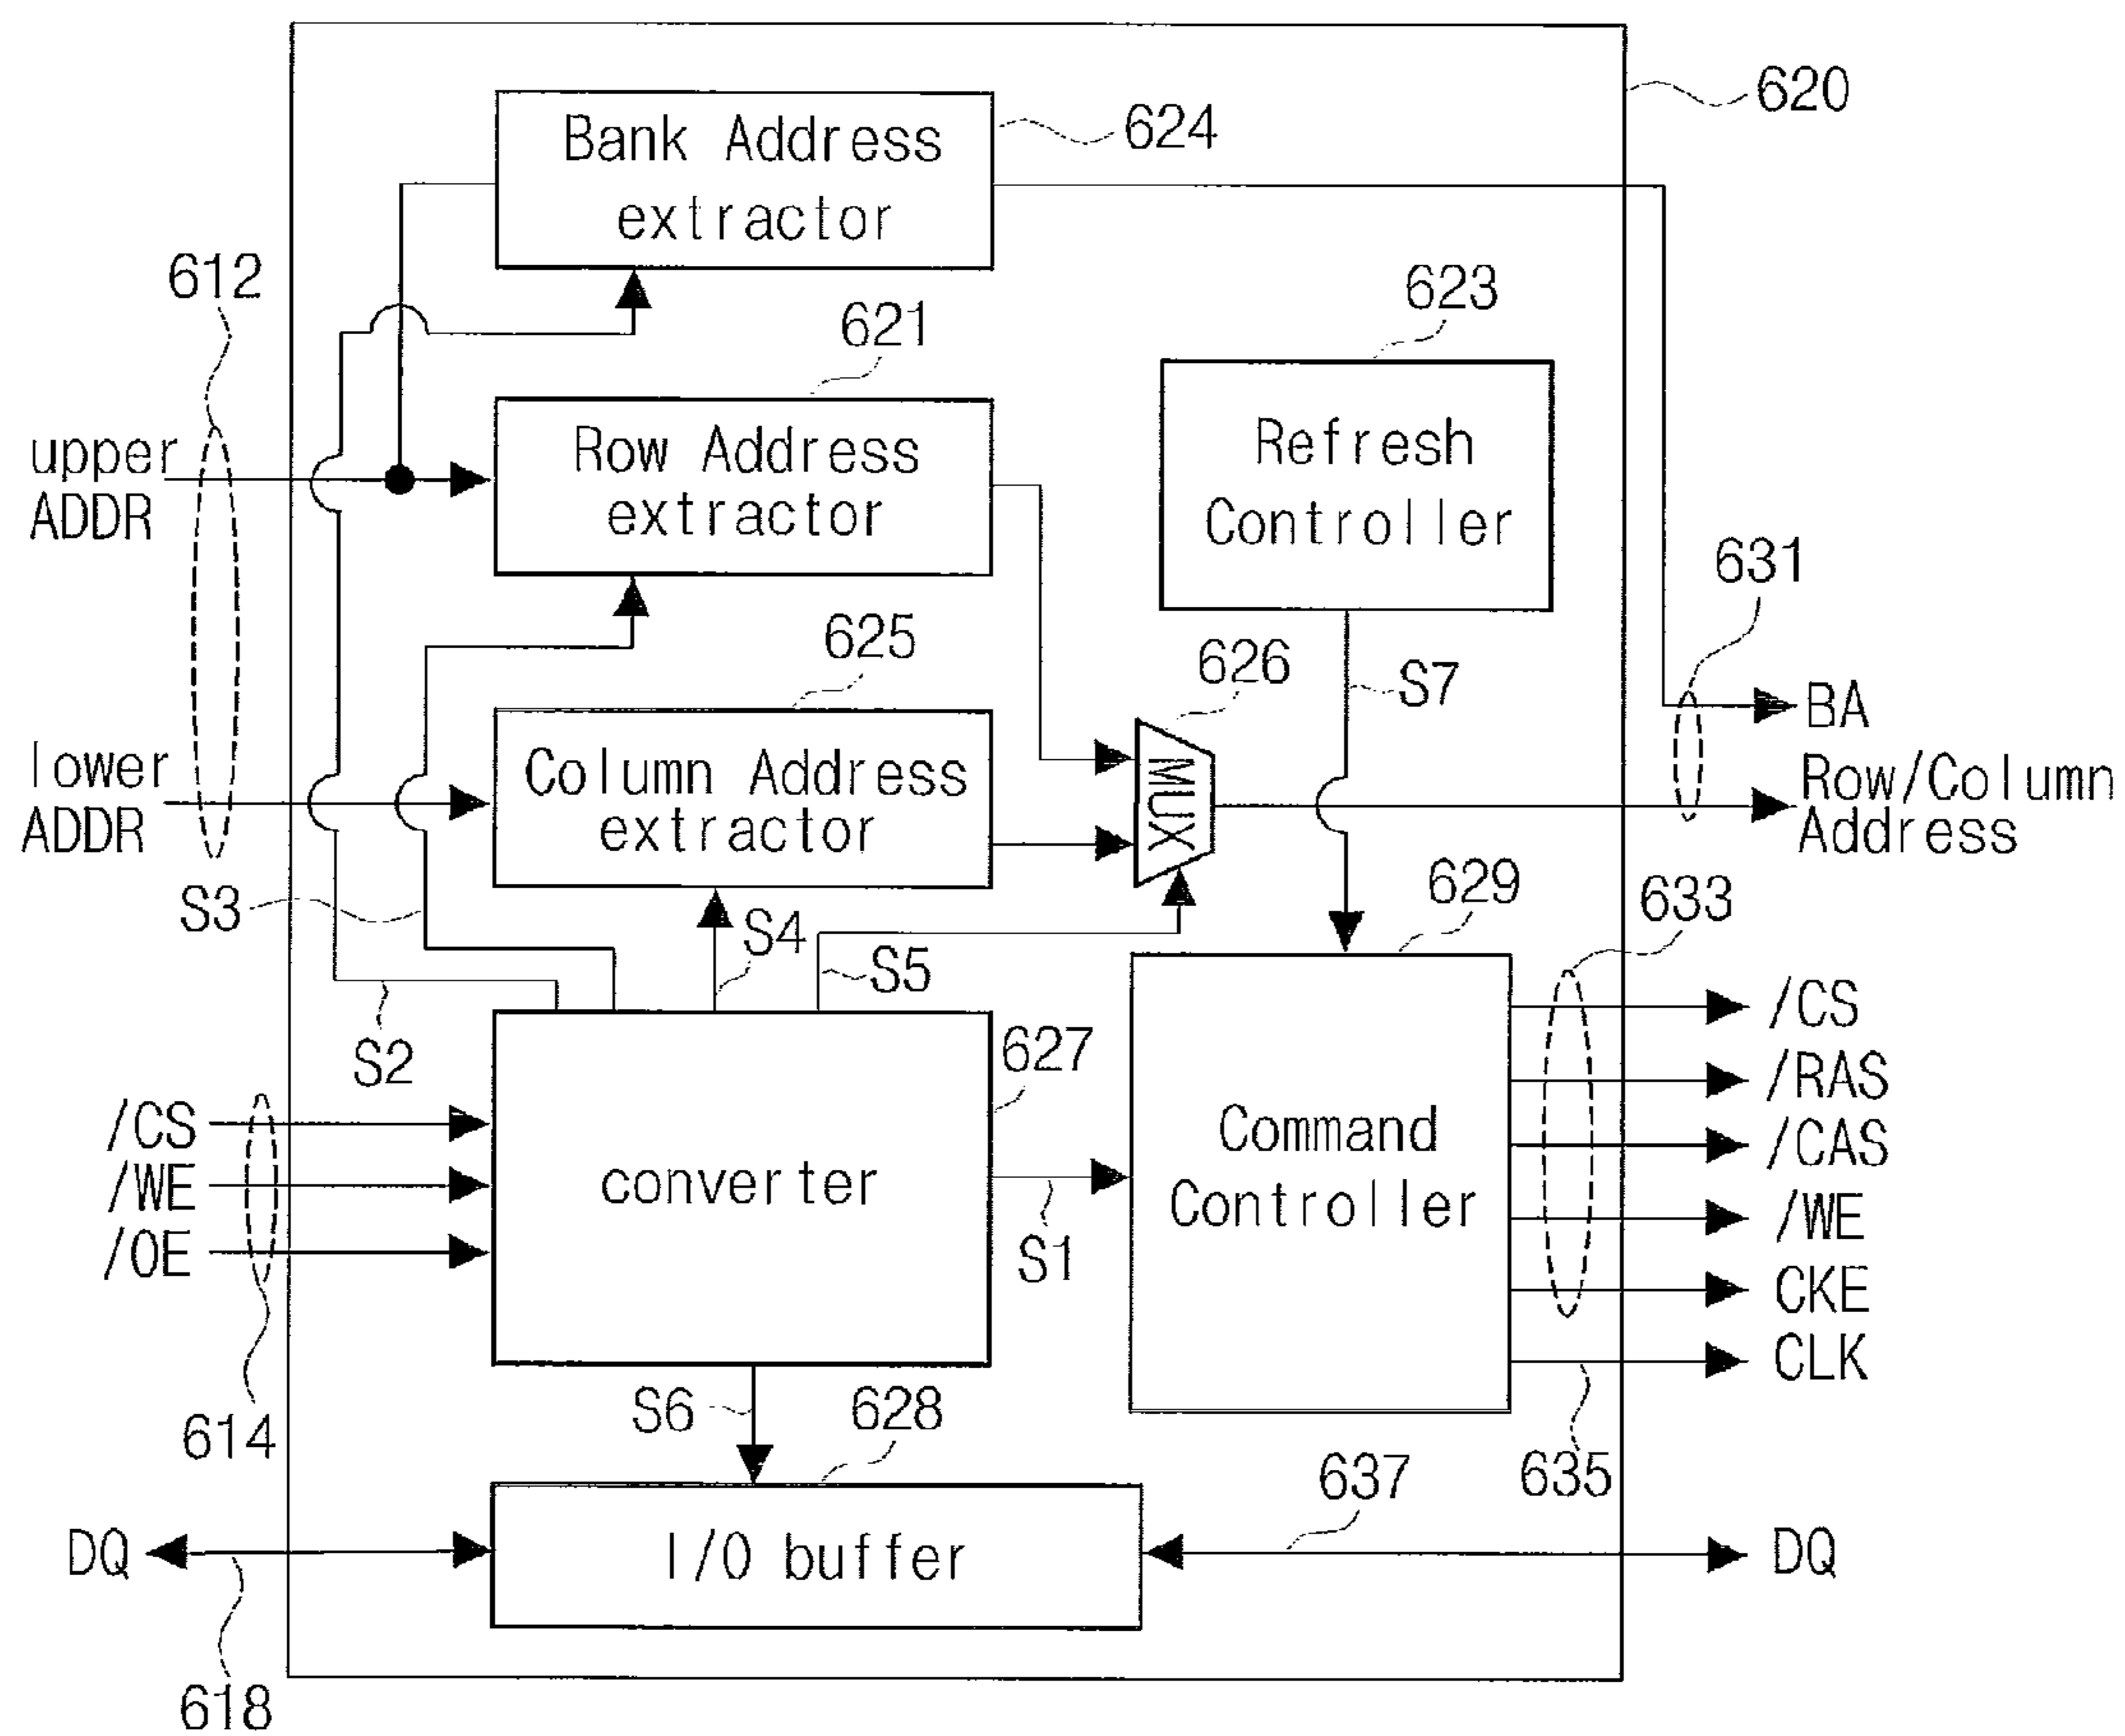 620
Bank Address
extractor
624
612
621
623
upper
ADDR
Row Address
extractor
Refresh
Controller
631
625
626
S7
BA
lower
ADDR
Column Address
extractor
MUX
Row/Column
Address
S3
S4
S5
629
633
S2
627
/CS
/WE
/OE
converter
S1
Command
Controller
/CS
/RAS
/CAS
/WE
CKE
CLK
614
S6
628
637
635
DQ
I/O buffer
DQ
618